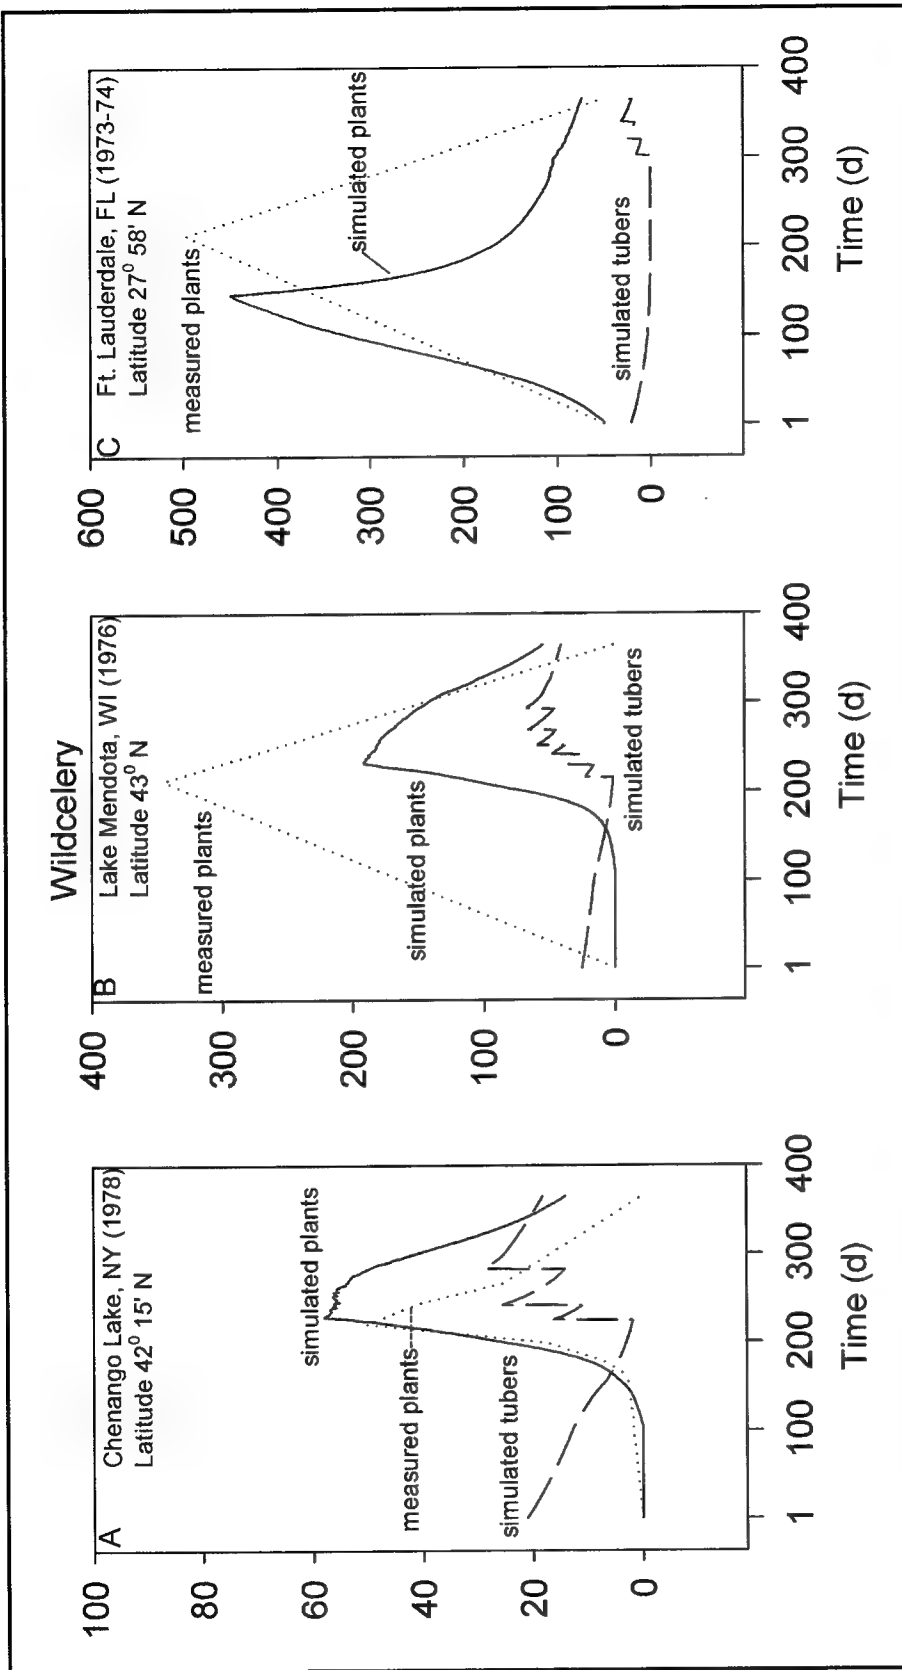 Wildcelery
A Chenango Lake, NY (1978)
Latitude 42⁰ 15' N
100
80
60
40
20
0
simulated plants
measured plants
simulated tubers
1 100 200 300 400
Time (d)
B Lake Mendota, WI (1976)
Latitude 43⁰ N
400
300
200
100
0
measured plants
simulated plants
simulated tubers
1 100 200 300 400
Time (d)
C Ft. Lauderdale, FL (1973-74)
Latitude 27⁰ 58' N
600
500
400
300
200
100
0
measured plants
simulated plants
simulated tubers
1 100 200 300 400
Time (d)